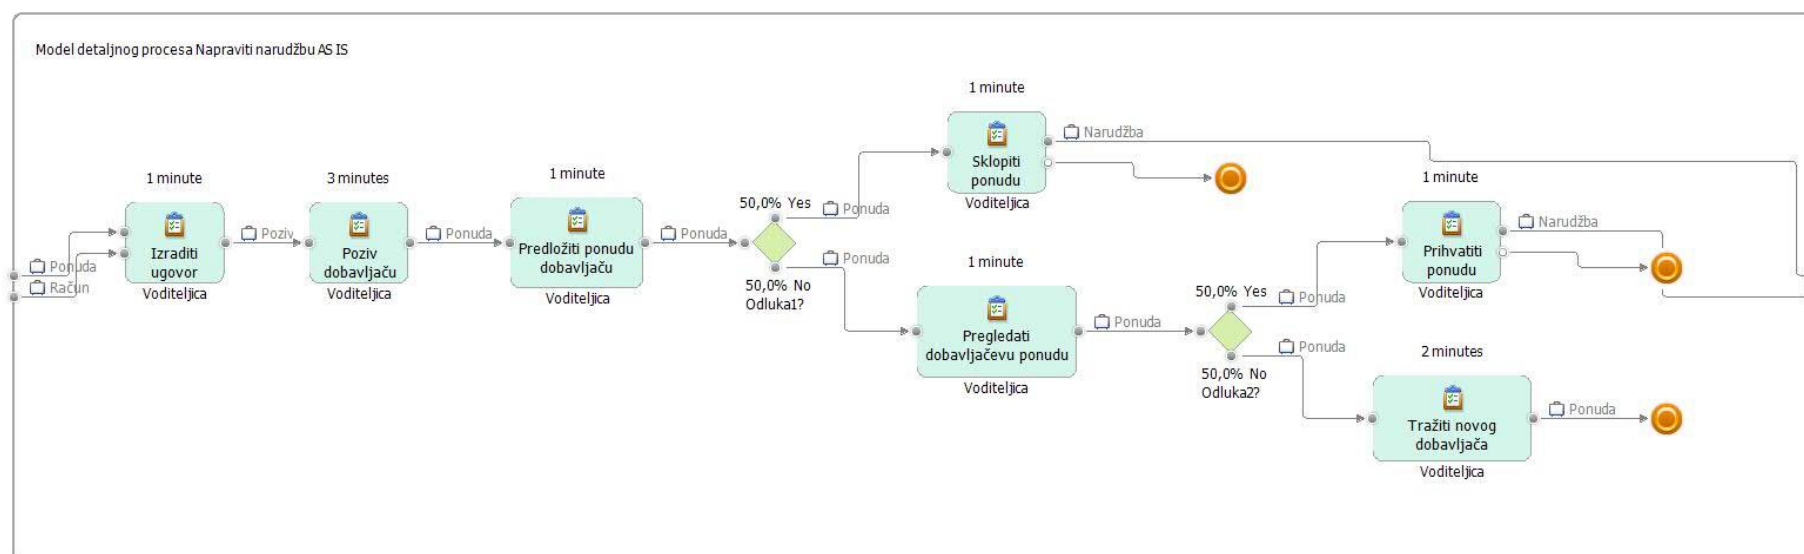 Model detaljnog procesa Napraviti narudžbu AS IS
Ponuda
Račun
1 minute
Izraditi
ugovor
Voditeljica
Poziv
3 minutes
Poziv
dobavljaču
Voditeljica
Ponuda
1 minute
Predložiti ponudu
dobavljaču
Voditeljica
Ponuda
50,0% Yes
50,0% No
Odluka1?
Ponuda
Ponuda
1 minute
Sklopiti
ponudu
Voditeljica
Narudžba
1 minute
Pregledati
dobavljačevu ponudu
Voditeljica
Ponuda
50,0% Yes
50,0% No
Odluka2?
Ponuda
Ponuda
1 minute
Prihvatiti
ponudu
Voditeljica
Narudžba
2 minutes
Tražiti novog
dobavljača
Voditeljica
Ponuda